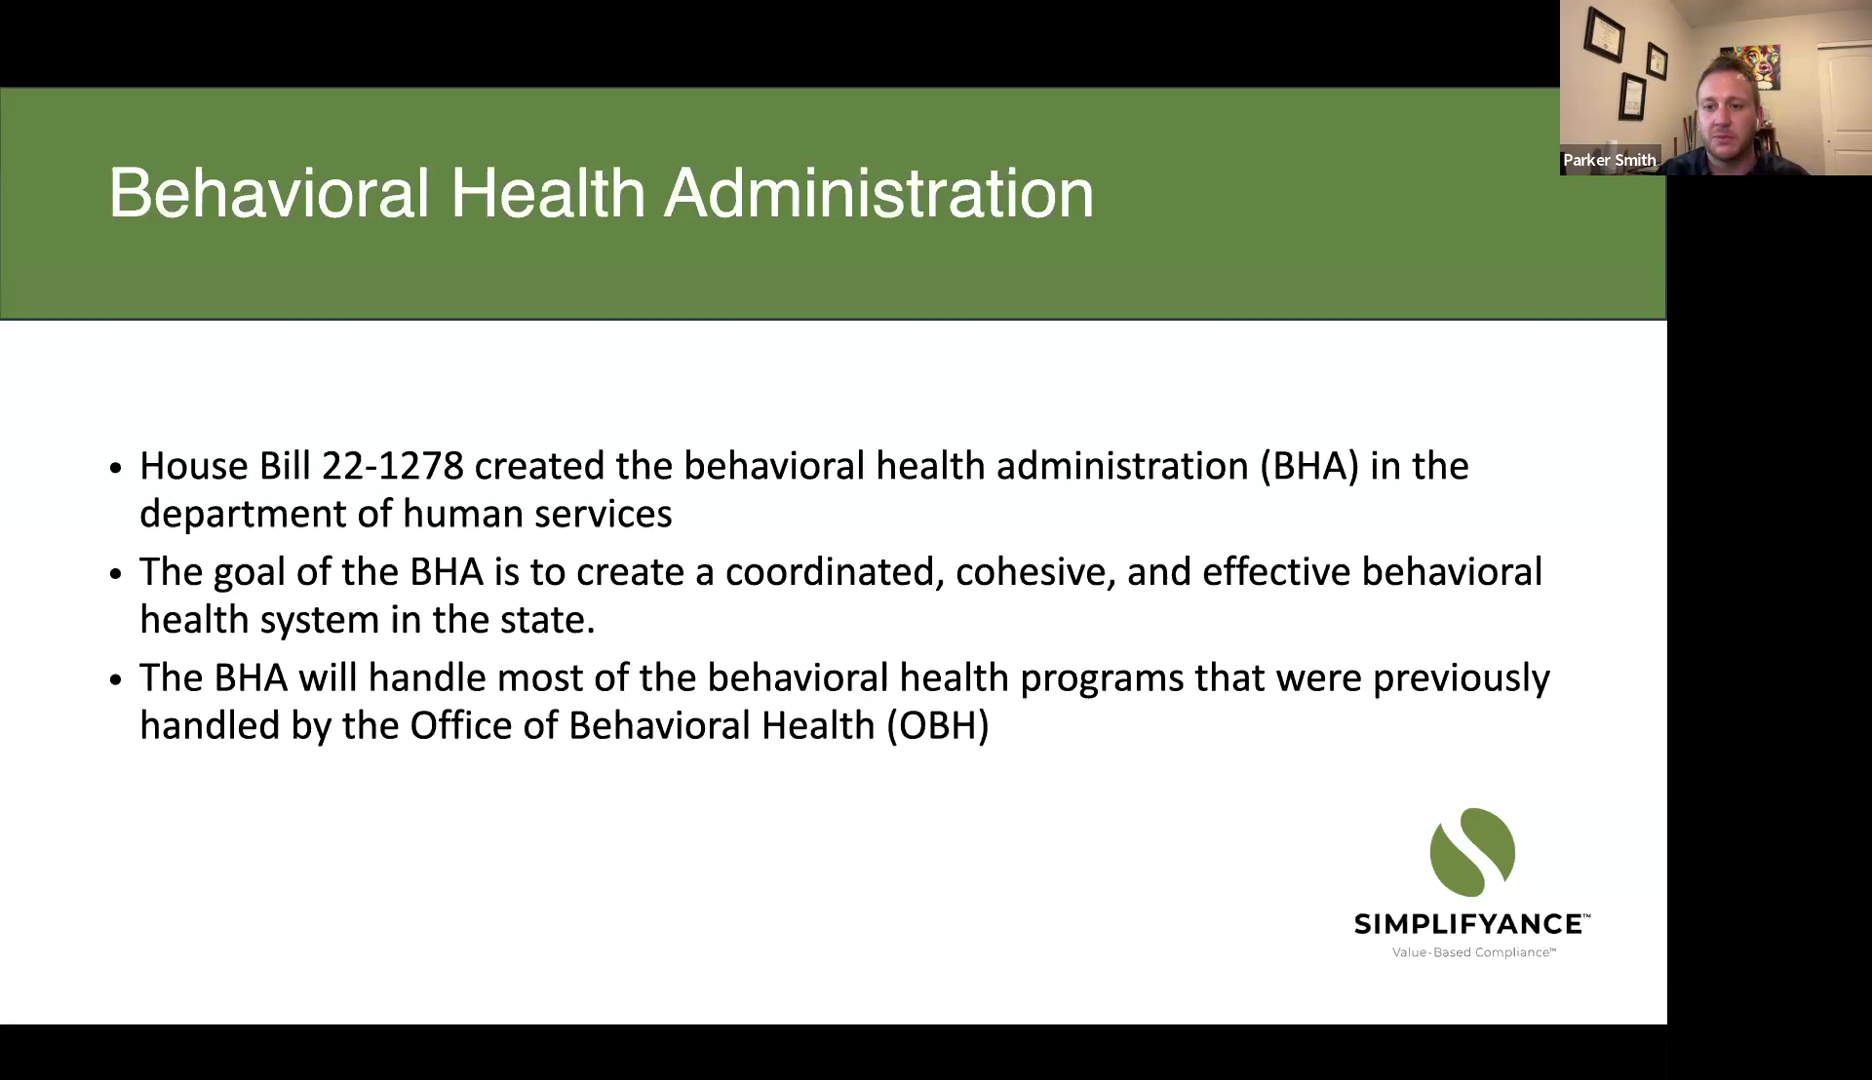 Parker Smith
Behavioral Health Administration
• House Bill 22-1278 created the behavioral health administration (BHA) in the
department of human services
• The goal of the BHA is to create a coordinated, cohesive, and effective behavioral
health system in the state.
• The BHA will handle most of the behavioral health programs that were previously
handled by the Office of Behavioral Health (OBH)
SIMPLIFYANCE™
Value-Based Compliance™